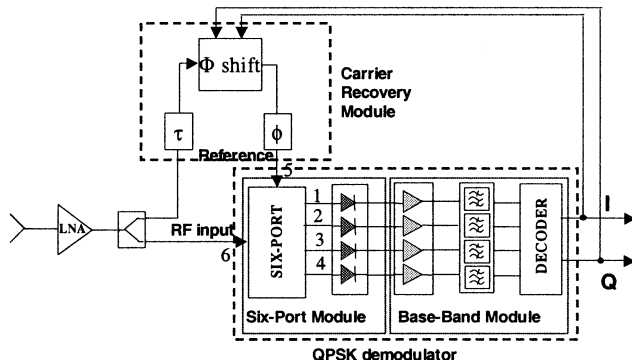 Φ shift
Carrier
Recovery
Module
τ
ϕ
Reference
5
LNA
RF input
6
SIX-PORT
1
2
3
4
DECODER
I
Q
Six-Port Module
Base-Band Module
QPSK demodulator